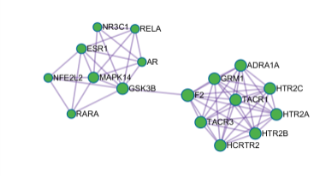 NR3C1
RELA
ESR1
AR
NFE2L2
MAPK14
GSK3B
RARA
ADRA1A
GRM1
HTR2C
F2
TACR1
HTR2A
TACR3
HTR2B
HCRTR2